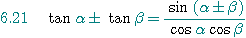 6.21 tan α ± tan β = sin (α ± β) / cos α cos β